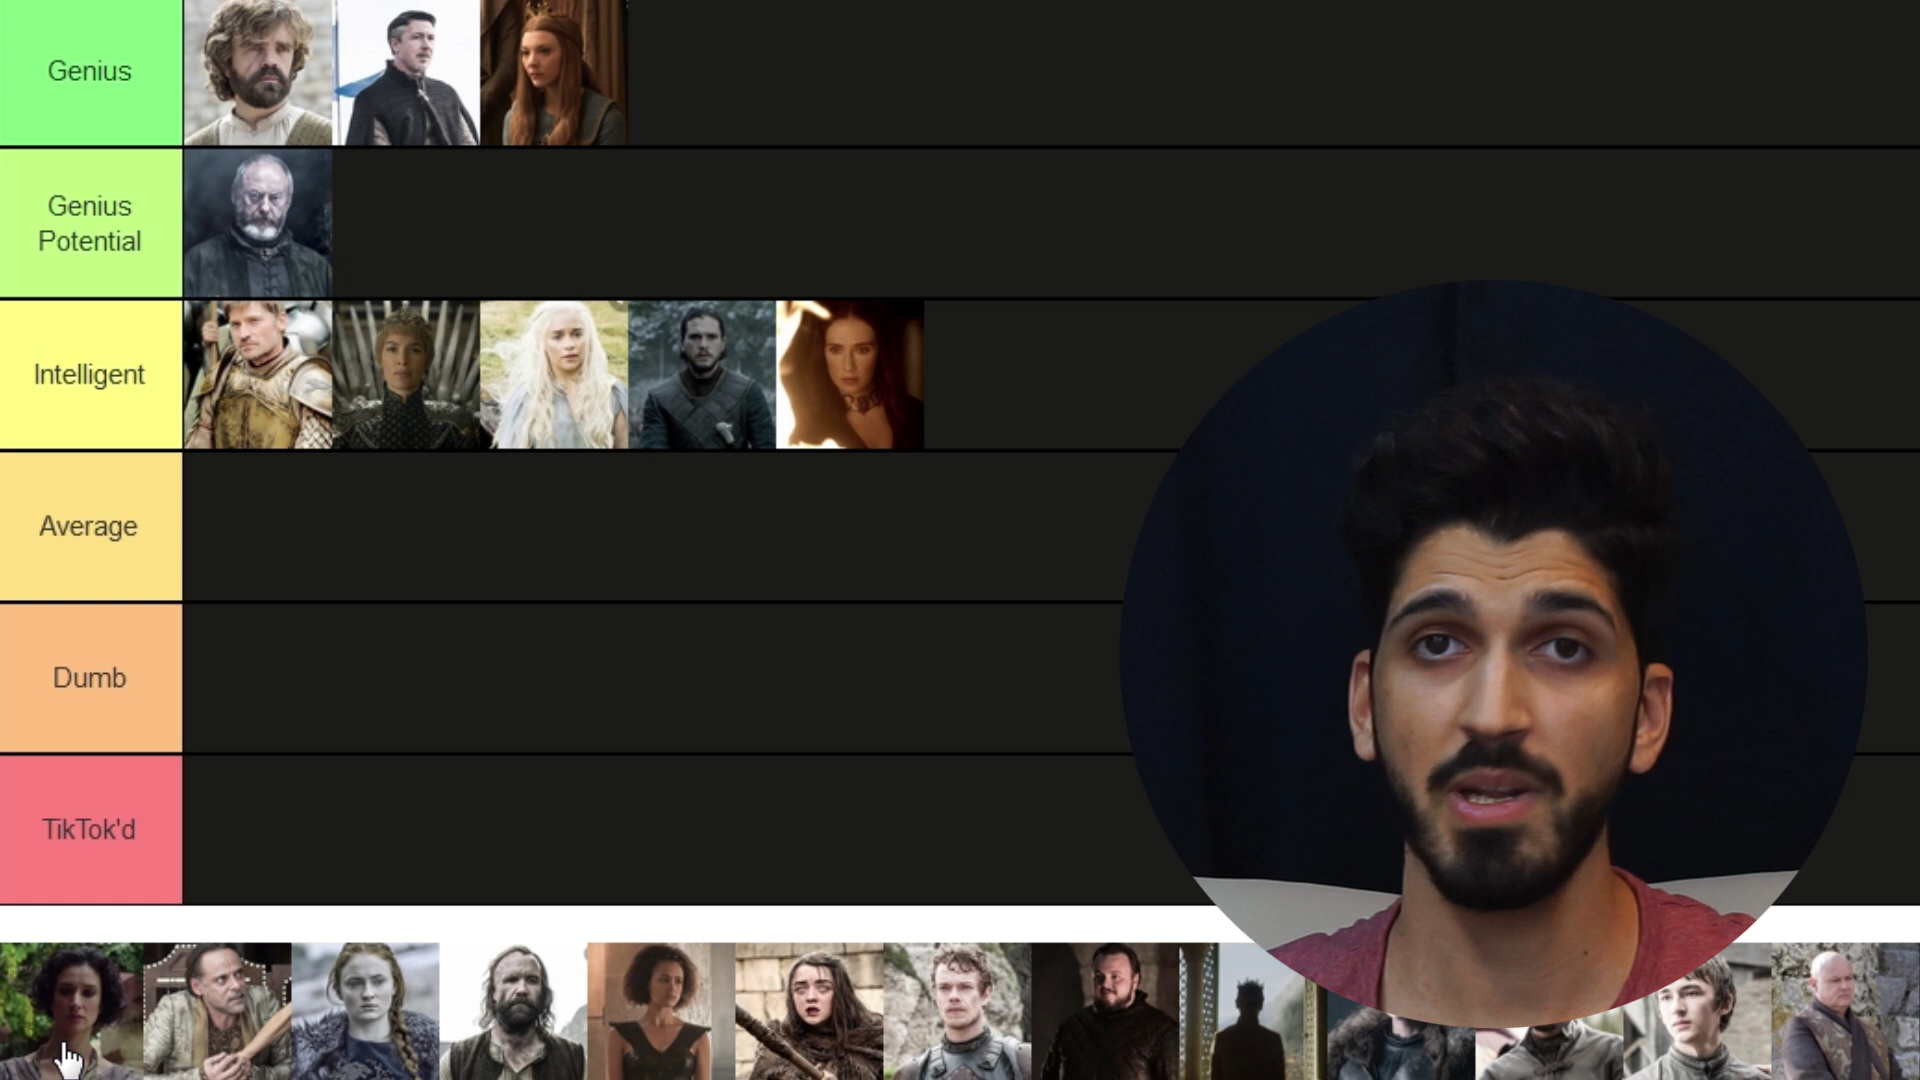 Genius
Genius
Potential
Intelligent
Average
Dumb
TikTok'd